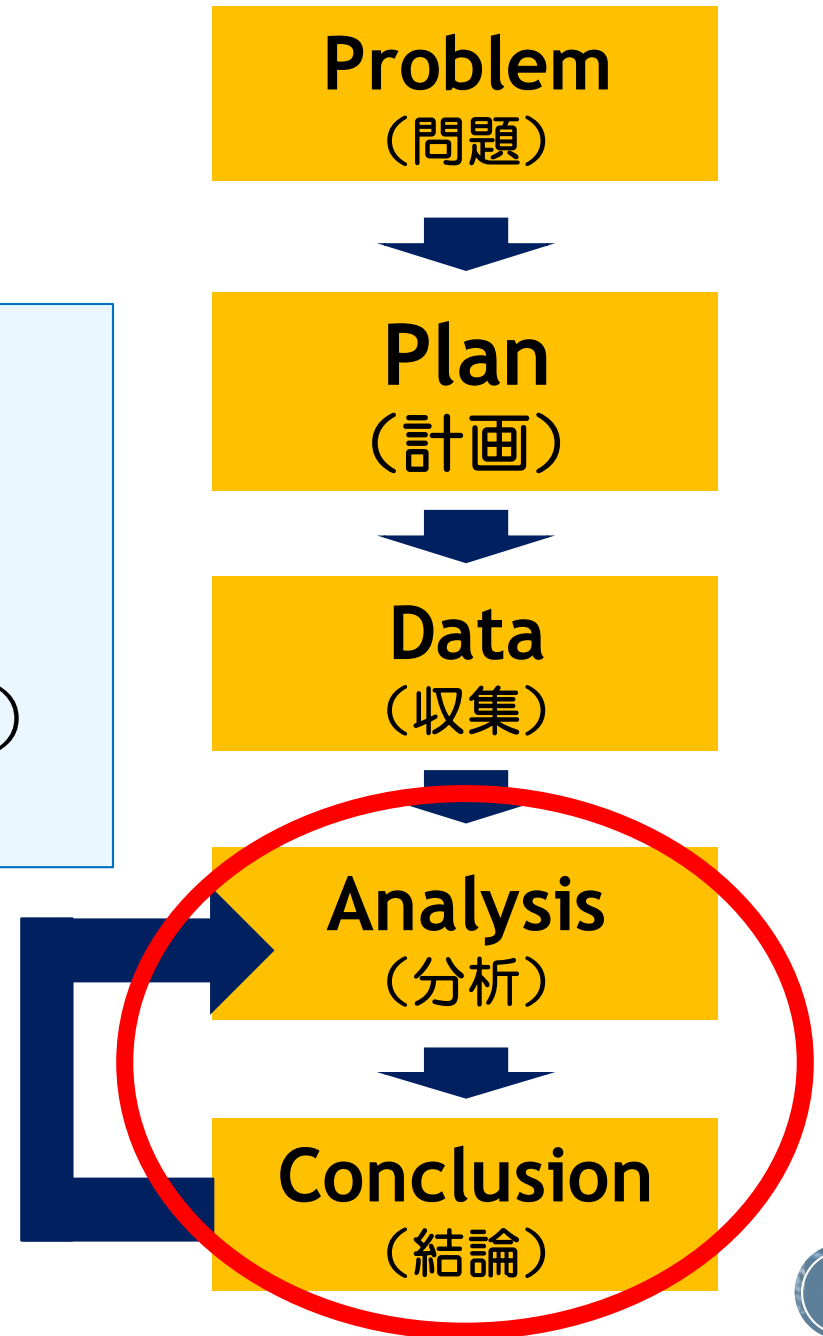 Problem
（問題）
Plan
（計画）
Data
（収集）
）
Analysis
（分析）
Conclusion
（結論）